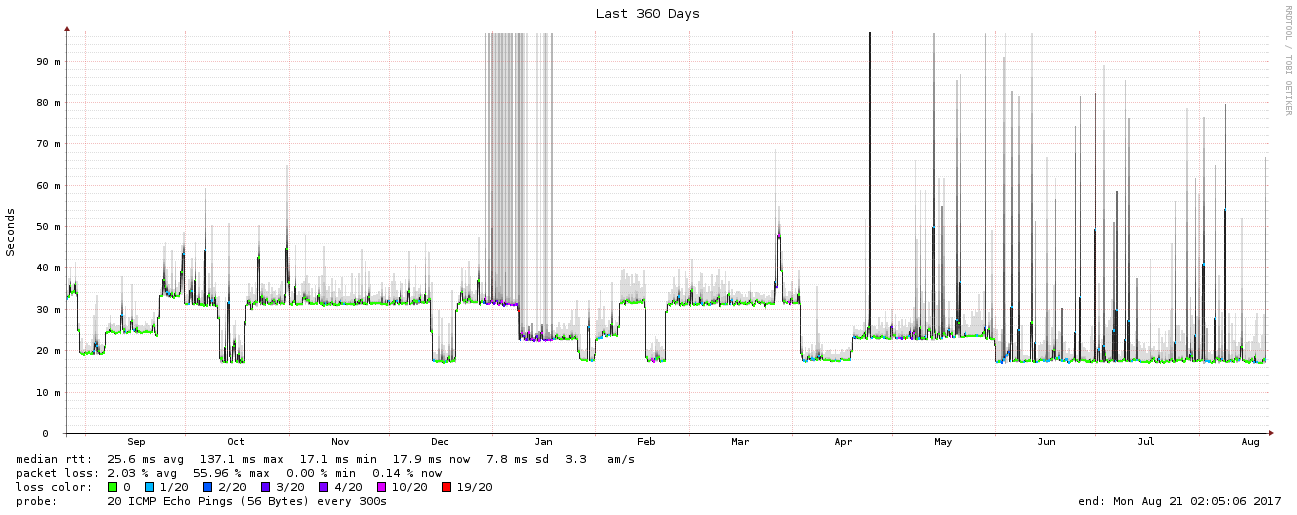 Last 360 Days
RRDTOOL / TOBI OETIKER
Seconds
90 m
80 m
70 m
60 m
50 m
40 m
30 m
20 m
10 m
0
Sep Oct Nov Dec Jan Feb Mar Apr May Jun Jul Aug
median rtt: 25.6 ms avg 137.1 ms max 17.1 ms min 17.9 ms now 7.8 ms sd 3.3 am/s
packet loss: 2.03 % avg 55.96 % max 0.00 % min 0.14 % now
loss color: 0 1/20 2/20 3/20 4/20 10/20 19/20
probe: 20 ICMP Echo Pings (56 Bytes) every 300s
end: Mon Aug 21 02:05:06 2017